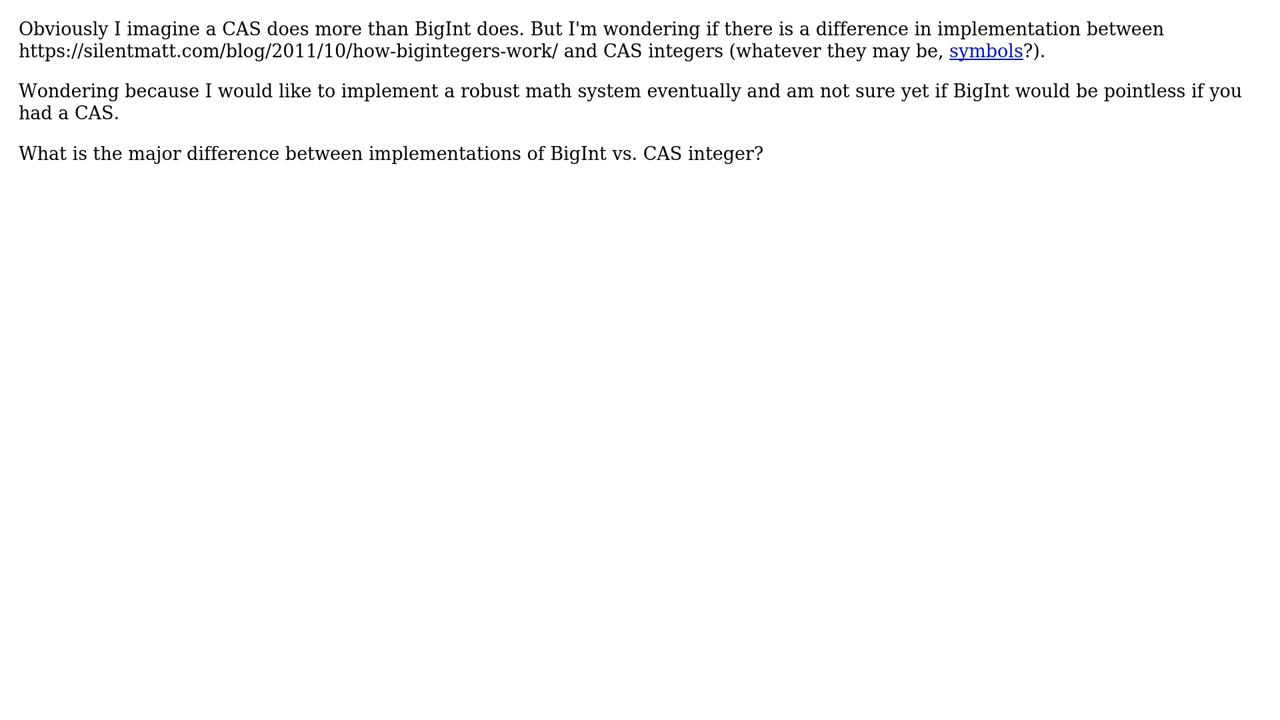 Obviously I imagine a CAS does more than BigInt does. But I'm wondering if there is a difference in implementation between
https://silentmatt.com/blog/2011/10/how-bigintegers-work/ and CAS integers (whatever they may be, symbols?).
Wondering because I would like to implement a robust math system eventually and am not sure yet if BigInt would be pointless if you
had a CAS.
What is the major difference between implementations of BigInt vs. CAS integer?